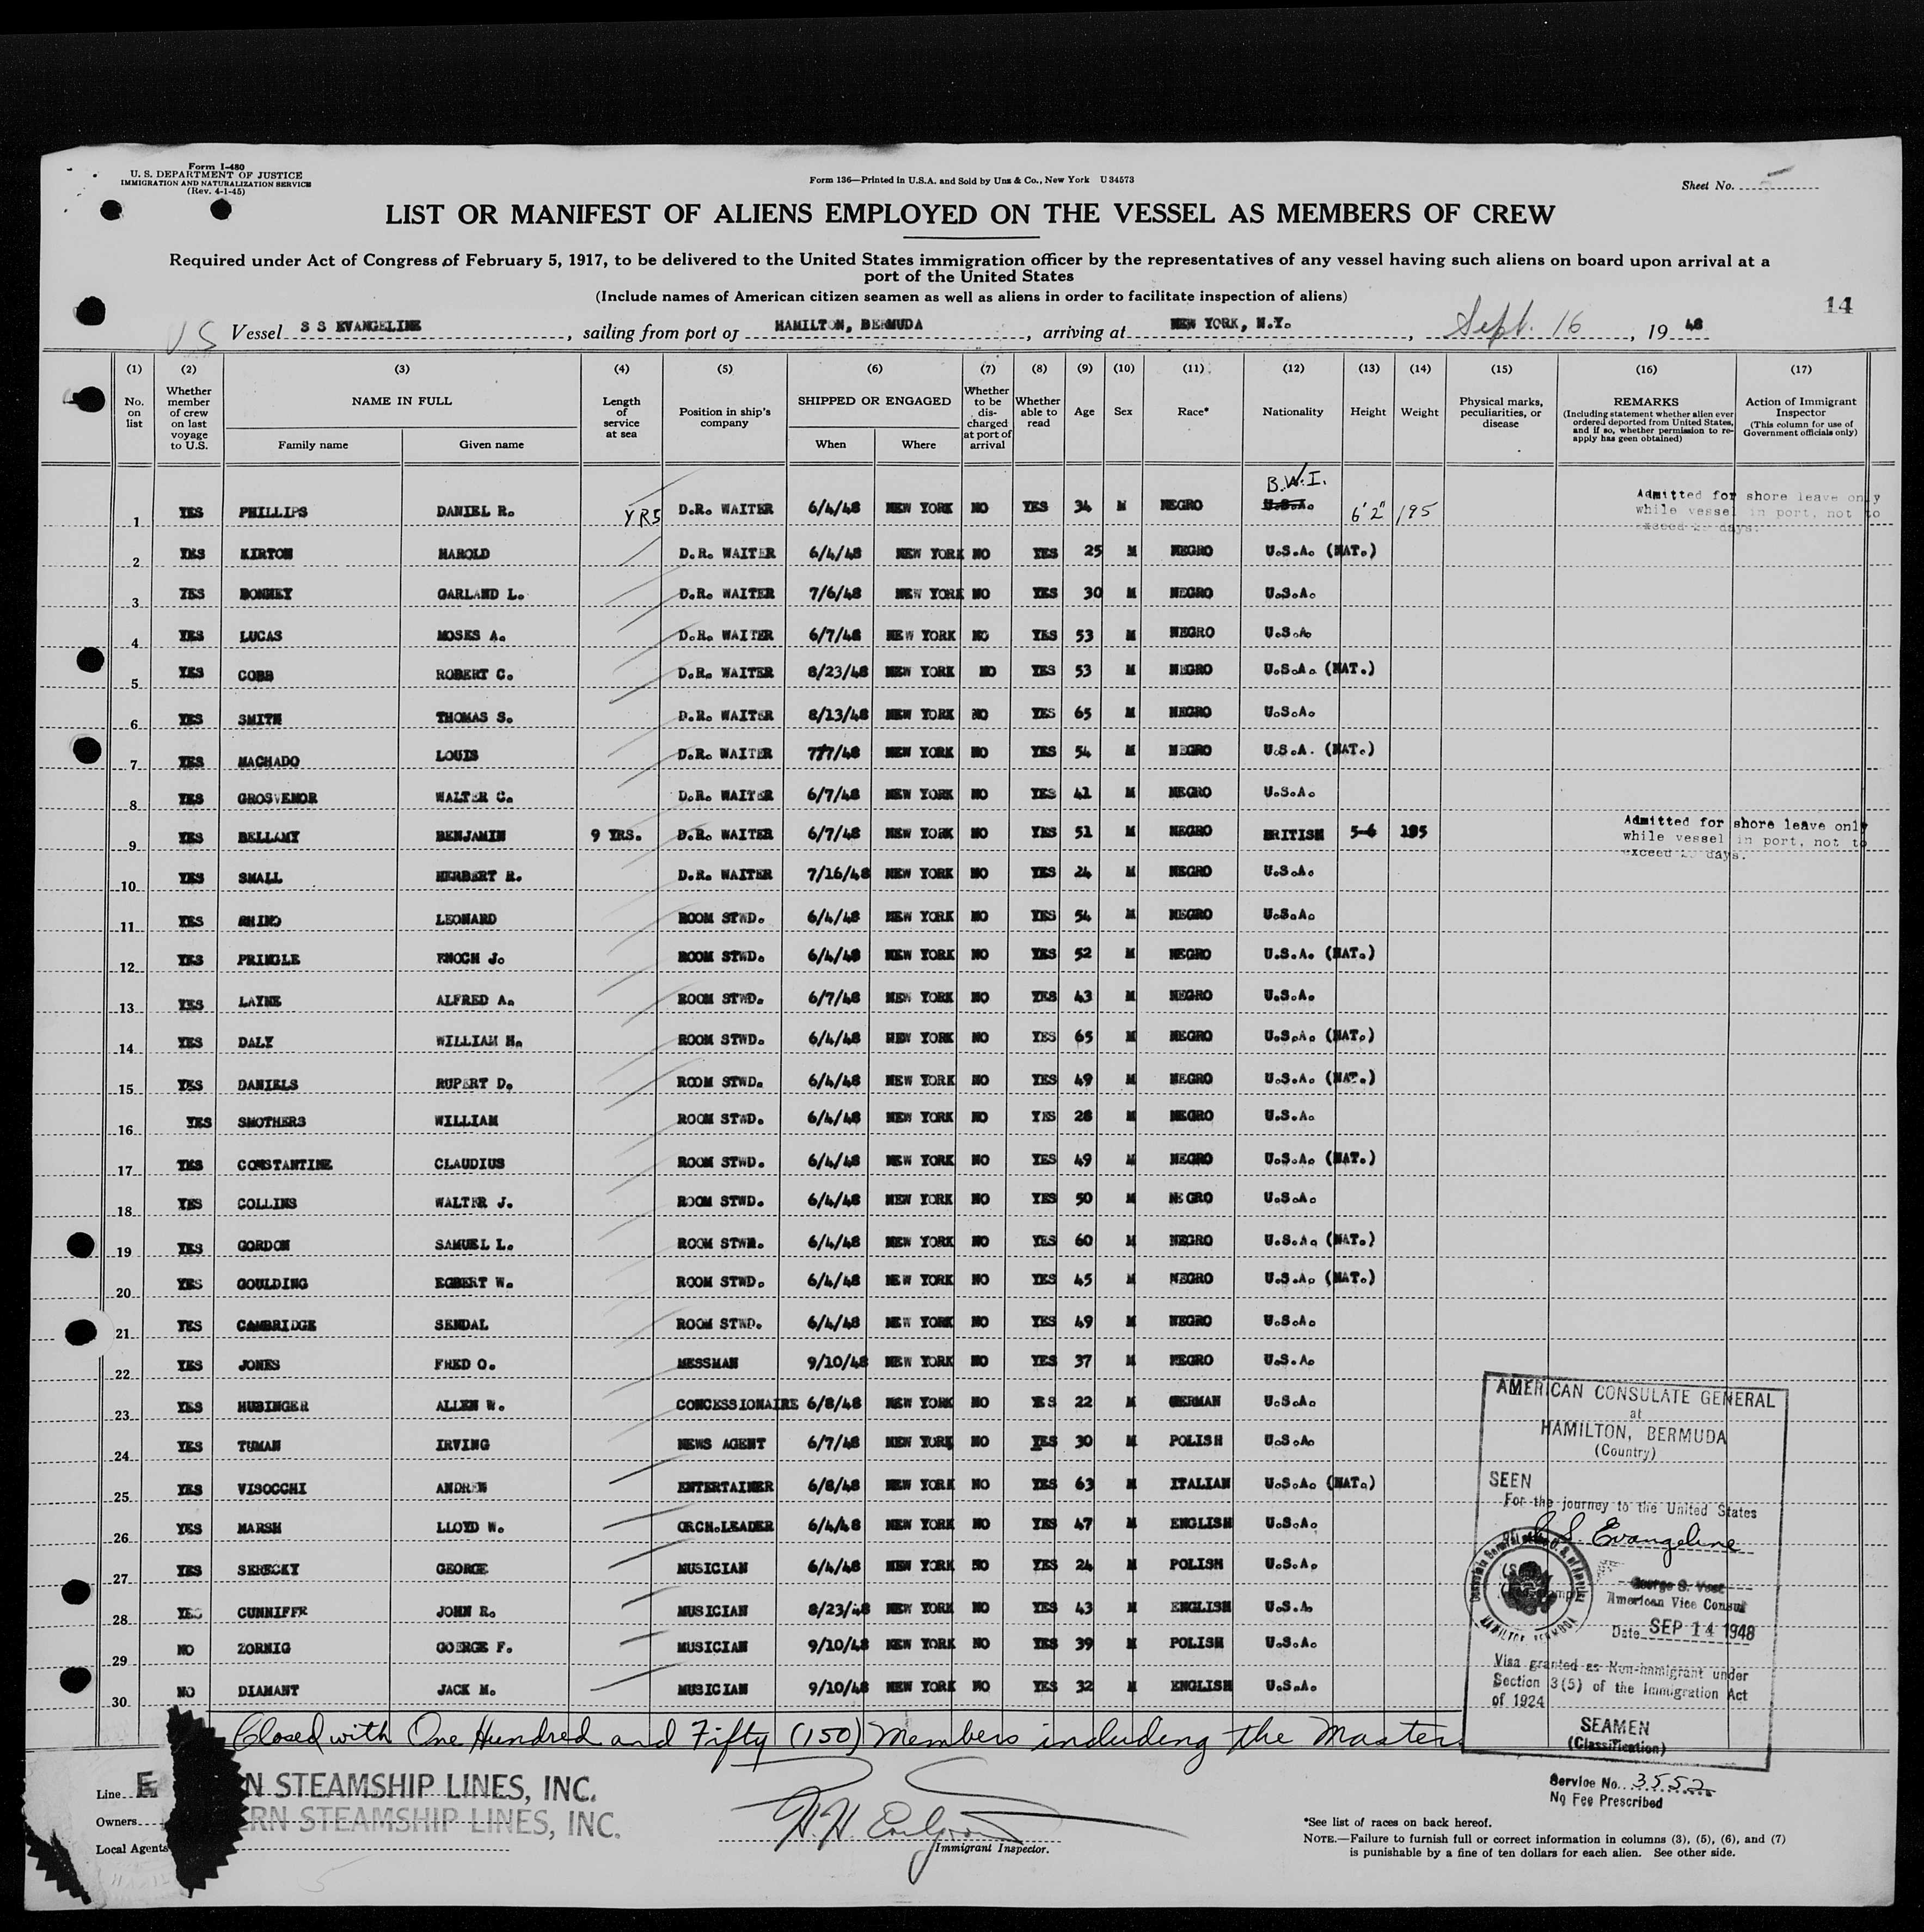 Form I-480
U. S. DEPARTMENT OF JUSTICE
IMMIGRATION AND NATURALIZATION SERVICE
(Rev. 4-1-45)
Form 136—Printed in U.S.A. and Sold by Unz & Co., New York U 34573
Sheet No. 5
LIST OR MANIFEST OF ALIENS EMPLOYED ON THE VESSEL AS MEMBERS OF CREW
Required under Act of Congress of February 5, 1917, to be delivered to the United States immigration officer by the representatives of any vessel having such aliens on board upon arrival at a
port of the United States
(Include names of American citizen seamen as well as aliens in order to facilitate inspection of aliens)
14
US Vessel S S EVANGELINE, sailing from port of HAMILTON, BERMUDA, arriving at NEW YORK, N.Y., Sept. 16, 1948
(1) (2) (3) (4) (5) (6) (7) (8) (9) (10) (11) (12) (13) (14) (15) (16) (17)
No. on list
Whether member of crew on last voyage to U.S.
NAME IN FULL
Family name
Given name
Length of service at sea
Position in ship's company
SHIPPED OR ENGAGED
When
Where
Whether to be discharged at port of arrival
Whether able to read
Age
Sex
Race*
Nationality
Height
Weight
Physical marks, peculiarities, or disease
REMARKS
(Including statement whether alien ever ordered deported from United States, and if so, whether permission to re-apply has geen obtained)
Action of Immigrant Inspector
(This column for use of Government officials only)
B.W.I.
1 YES PHILLIPS DANIEL R. YRS D.R. WAITER 6/4/48 NEW YORK NO YES 34 M NEGRO U.S.A. 6'2" 195 Admitted for shore leave only
while vessel in port, not to
exceed 29 days.
2 YES KIRTON HAROLD D.R. WAITER 6/4/48 NEW YORK NO YES 25 M NEGRO U.S.A. (NAT.)
3 YES BONNEY GARLAND L. D.R. WAITER 7/6/48 NEW YORK NO YES 30 M NEGRO U.S.A.
4 YES LUCAS MOSES A. D.R. WAITER 6/7/48 NEW YORK NO YES 53 M NEGRO U.S.A
5 YES COBB ROBERT C. D.R. WAITER 8/23/48 NEW YORK NO YES 53 M NEGRO U.S.A. (NAT.)
6 YES SMITH THOMAS S. D.R. WAITER 8/13/48 NEW YORK NO YES 65 M NEGRO U.S.A.
7 YES MACHADO LOUIS D.R. WAITER 7/7/48 NEW YORK NO YES 54 M NEGRO U.S.A. (NAT.)
8 YES GROSVENOR WALTER C. D.R. WAITER 6/7/48 NEW YORK NO YES 41 M NEGRO U.S.A.
9 YES BELLAMY BENJAMIN 9 YRS. D.R. WAITER 6/7/48 NEW YORK NO YES 51 M NEGRO BRITISH 5-6 195 Admitted for shore leave only
while vessel in port, not to
exceed 29 days.
10 YES SMALL HERBERT R. D.R. WAITER 7/16/48 NEW YORK NO YES 24 M NEGRO U.S.A.
11 YES RHINO LEONARD ROOM STWD. 6/4/48 NEW YORK NO YES 54 M NEGRO U.S.A.
12 YES PRINGLE ENOCH J. ROOM STWD. 6/4/48 NEW YORK NO YES 52 M NEGRO U.S.A. (NAT.)
13 YES LAYNE ALFRED A. ROOM STWD. 6/7/48 NEW YORK NO YES 43 M NEGRO U.S.A.
14 YES DALY WILLIAM H. ROOM STWD. 6/4/48 NEW YORK NO YES 65 M NEGRO U.S.A. (NAT.)
15 YES DANIELS RUPERT D. ROOM STWD. 6/4/48 NEW YORK NO YES 49 M NEGRO U.S.A. (NAT.)
16 YES SMOTHERS WILLIAM ROOM STWD. 6/4/48 NEW YORK NO YES 28 M NEGRO U.S.A.
17 YES CONSTANTINE CLAUDIUS ROOM STWD. 6/4/48 NEW YORK NO YES 49 M NEGRO U.S.A. (NAT.)
18 YES COLLINS WALTER J. ROOM STWD. 6/4/48 NEW YORK NO YES 50 M NEGRO U.S.A.
19 YES GORDON SAMUEL L. ROOM STWD. 6/4/48 NEW YORK NO YES 60 M NEGRO U.S.A. (NAT.)
20 YES GOULDING EGBERT W. ROOM STWD. 6/4/48 NEW YORK NO YES 45 M NEGRO U.S.A. (NAT.)
21 YES CAMBRIDGE SENDAL ROOM STWD. 6/4/48 NEW YORK NO YES 49 M NEGRO U.S.A.
22 YES JONES FRED O. MESSMAN 9/10/48 NEW YORK NO YES 37 M NEGRO U.S.A.
23 YES HUBINGER ALLEN W. CONCESSIONAIRE 6/8/48 NEW YORK NO YES 22 M GERMAN U.S.A.
24 YES TUMAN IRVING NEWS AGENT 6/7/48 NEW YORK NO YES 30 M POLISH U.S.A.
25 YES VISOCCHI ANDREW ENTERTAINER 6/8/48 NEW YORK NO YES 63 M ITALIAN U.S.A. (NAT.)
26 YES MARSH LLOYD W. ORCH.LEADER 6/4/48 NEW YORK NO YES 47 M ENGLISH U.S.A.
27 YES SERECKY GEORGE MUSICIAN 6/4/48 NEW YORK NO YES 24 M POLISH U.S.A.
28 YES CUNNIFFE JOHN R. MUSICIAN 8/23/48 NEW YORK NO YES 43 M ENGLISH U.S.A.
29 NO ZORNIG GOERGE F. MUSICIAN 9/10/48 NEW YORK NO YES 39 M POLISH U.S.A.
30 NO DIAMANT JACK M. MUSICIAN 9/10/48 NEW YORK NO YES 32 M ENGLISH U.S.A.
Closed with One Hundred and Fifty (150) Members including the Master.
AMERICAN CONSULATE GENERAL
at
HAMILTON, BERMUDA
(Country)
SEEN
For the journey to the United States
S.S. Evangeline
George S. Vest
American Vice Consul
Date SEP 14 1948
Visa granted as Non-immigrant under
Section 3(5) of the Immigration Act
of 1924
SEAMEN
(Classification)
Service No. 3552
No Fee Prescribed
Line E N STEAMSHIP LINES, INC.
Owners ERN STEAMSHIP LINES, INC.
Local Agents
Immigrant Inspector.
*See list of races on back hereof.
NOTE.—Failure to furnish full or correct information in columns (3), (5), (6), and (7)
is punishable by a fine of ten dollars for each alien. See other side.